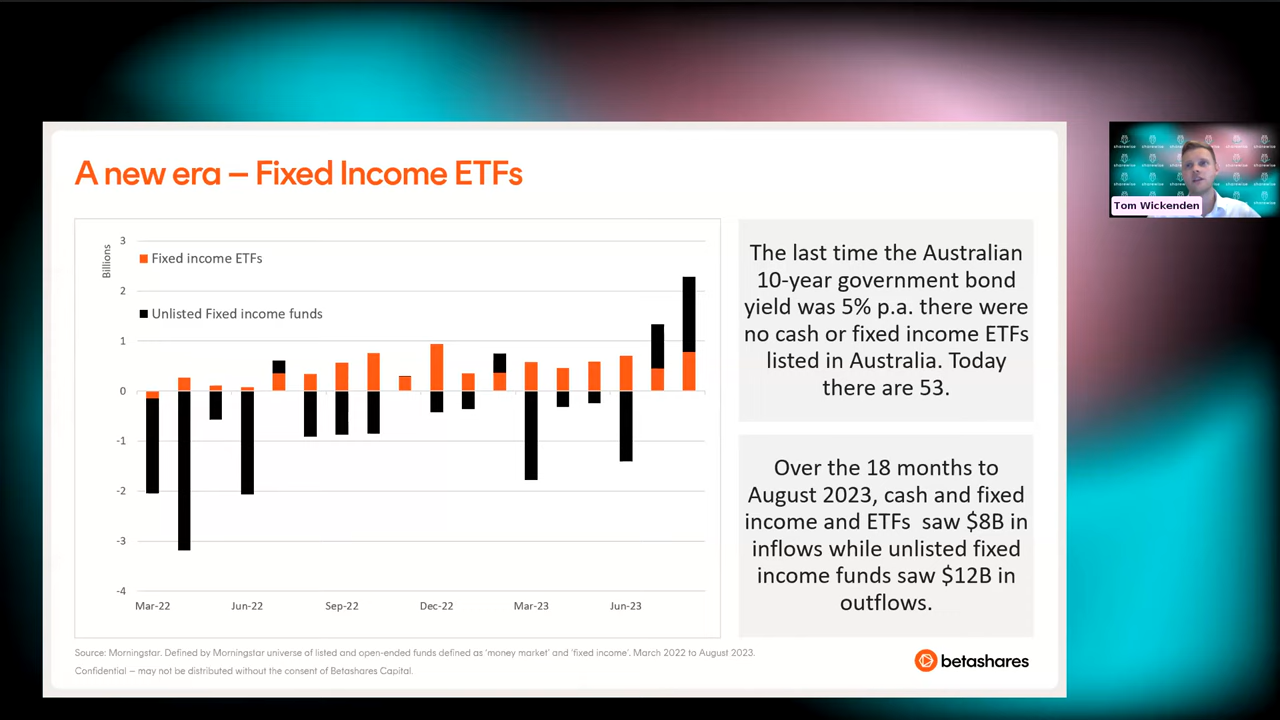 A new era – Fixed Income ETFs
Billions
3
2
1
0
-1
-2
-3
-4
Fixed income ETFs
Unlisted Fixed income funds
Mar-22 Jun-22 Sep-22 Dec-22 Mar-23 Jun-23
The last time the Australian
10-year government bond
yield was 5% p.a. there were
no cash or fixed income ETFs
listed in Australia. Today
there are 53.
Over the 18 months to
August 2023, cash and fixed
income and ETFs saw $8B in
inflows while unlisted fixed
income funds saw $12B in
outflows.
Source: Morningstar. Defined by Morningstar universe of listed and open-ended funds defined as 'money market' and 'fixed income'. March 2022 to August 2023.
Confidential – may not be distributed without the consent of Betashares Capital.
betashares
Tom Wickenden